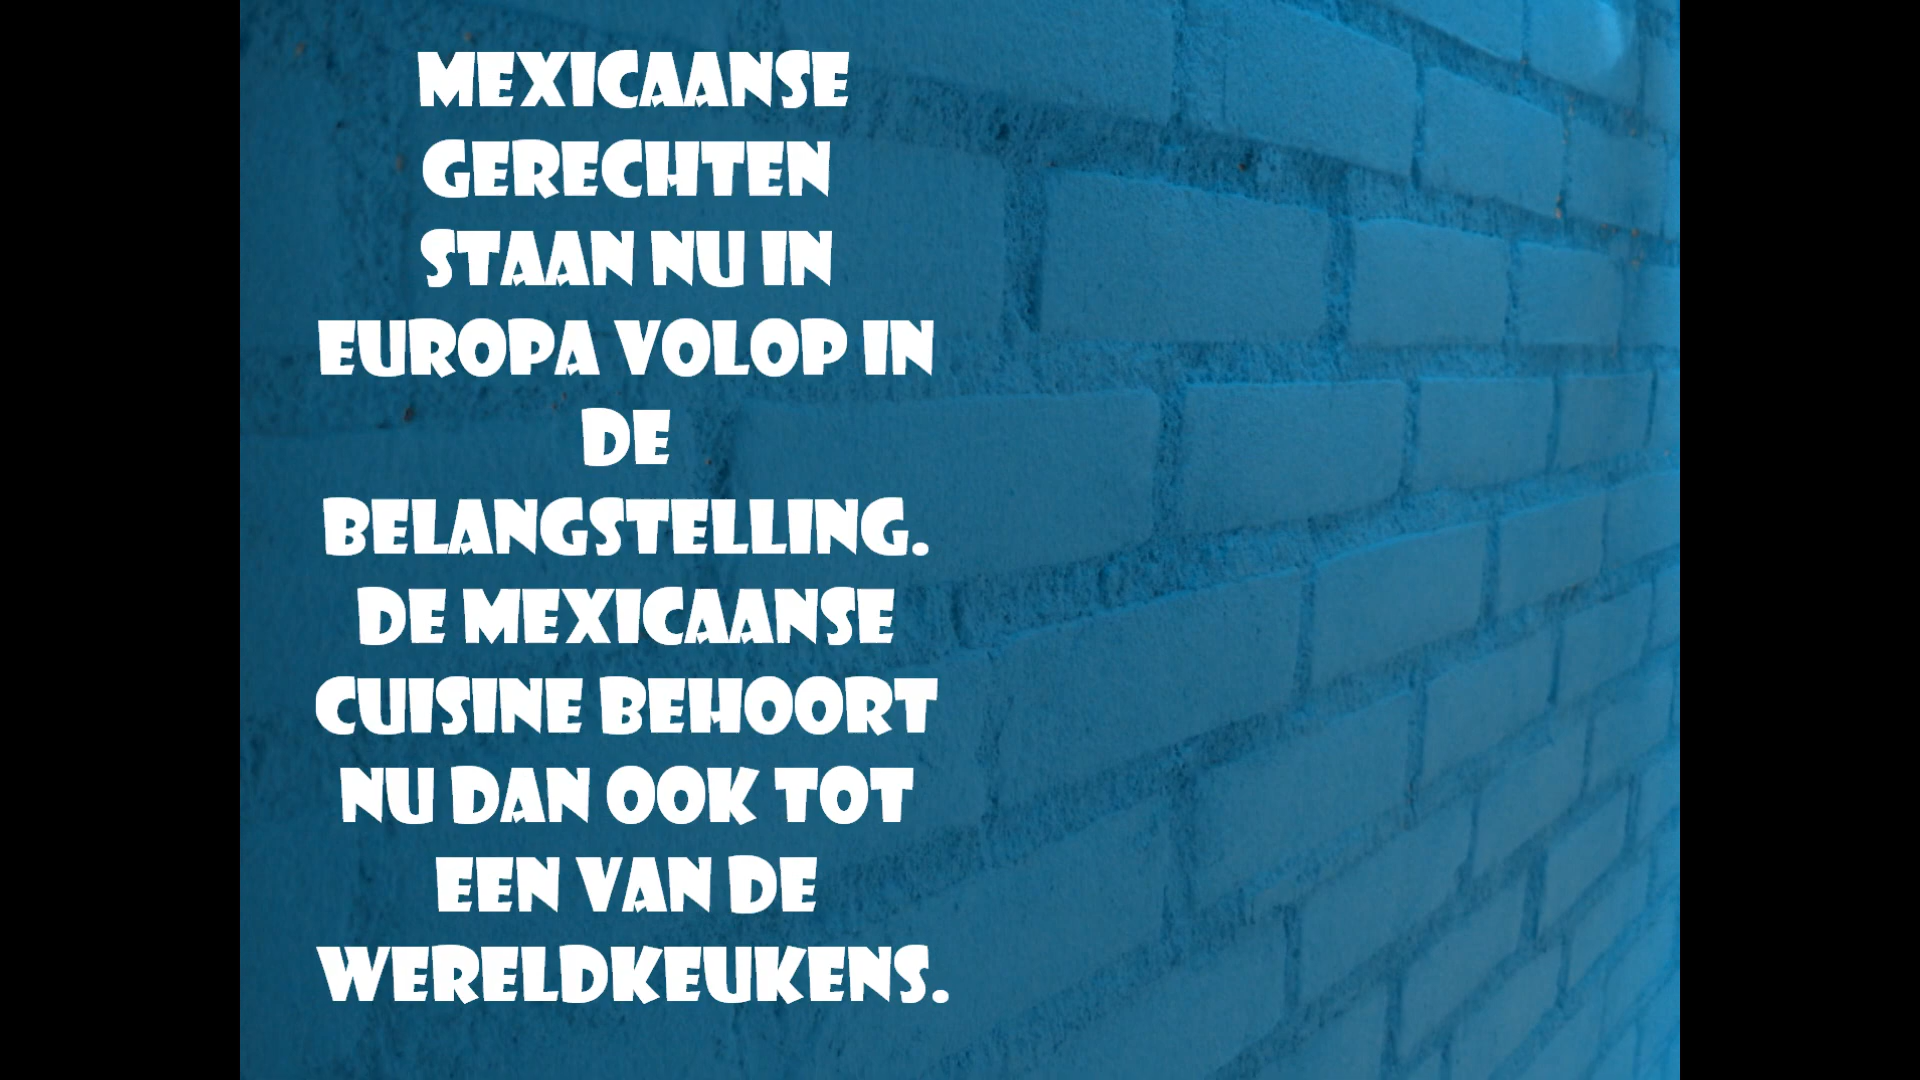 MEXICAANSE
GERECHTEN
STAAN NU IN
EUROPA VOLOP IN
DE
BELANGSTELLING.
DE MEXICAANSE
CUISINE BEHOORT
NU DAN OOK TOT
EEN VAN DE
WERELDKEUKENS.